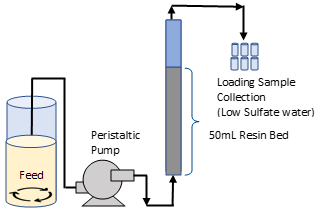 Loading Sample
Collection
(Low Sulfate water)
50mL Resin Bed
Peristaltic
Pump
Feed